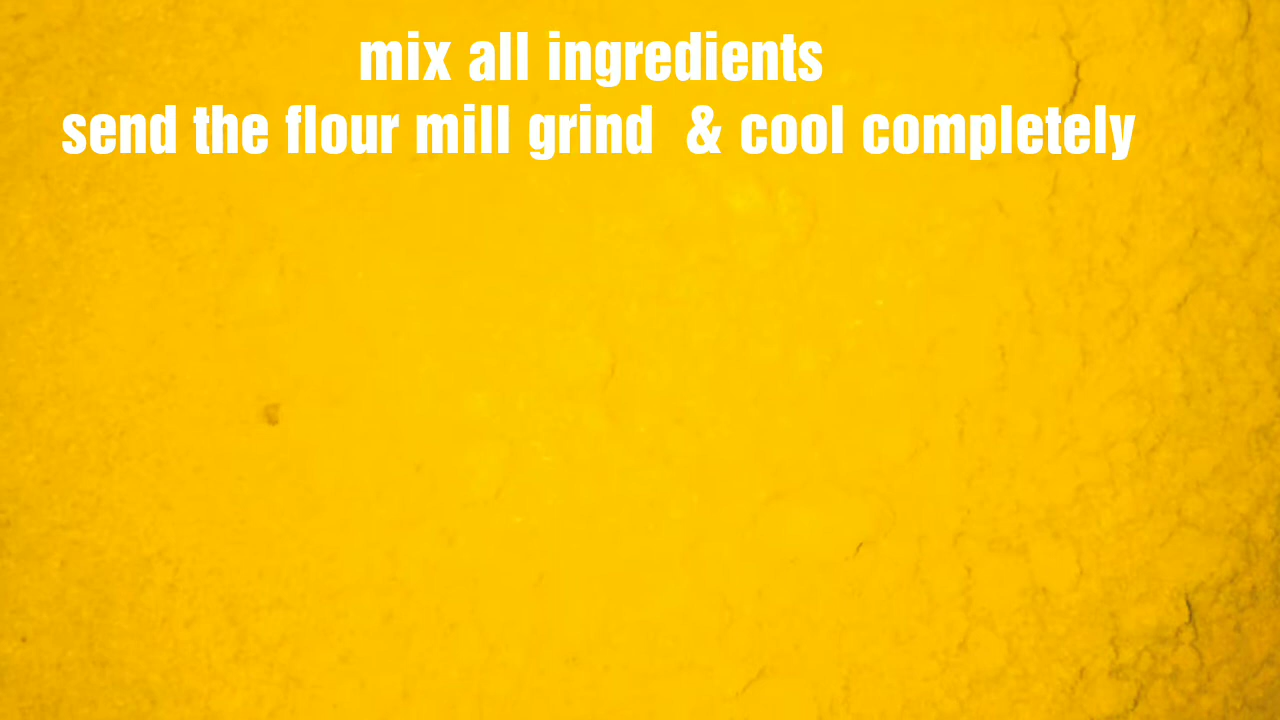 mix all ingredients
send the flour mill grind & cool completely